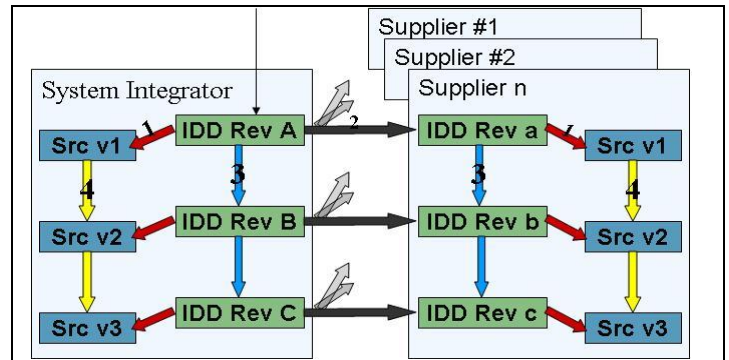 Supplier #1
Supplier #2
System Integrator
Supplier n
1
IDD Rev A
2
IDD Rev a
1
Src v1
Src v1
3
3
4
4
IDD Rev B
IDD Rev b
Src v2
Src v2
IDD Rev C
IDD Rev c
Src v3
Src v3